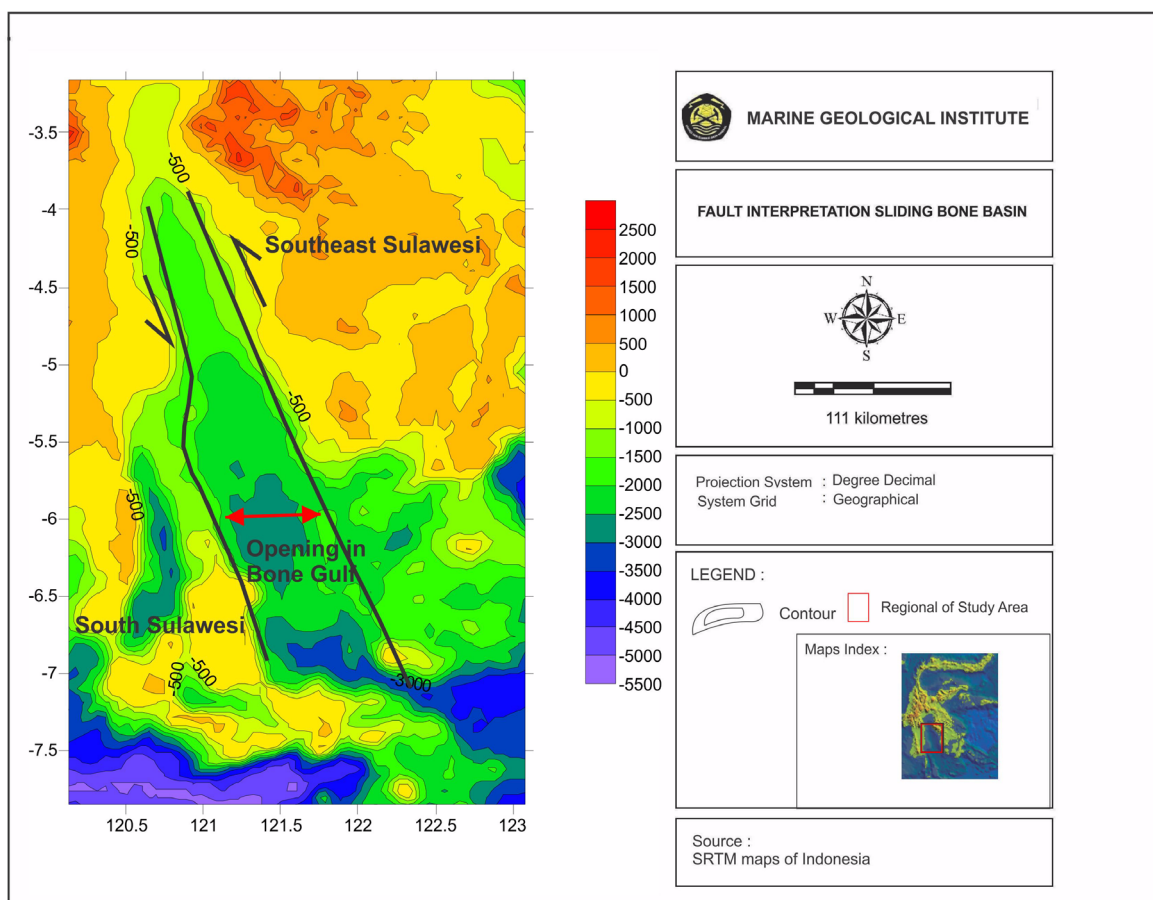 -3.5
-4
-4.5
-5
-5.5
-6
-6.5
-7
-7.5
120.5
121
121.5
122
122.5
123
-500
-500
Southeast Sulawesi
-500
-500
Opening in
Bone Gulf
South Sulawesi
-500
-500
-3000
2500
2000
1500
1000
500
0
-500
-1000
-1500
-2000
-2500
-3000
-3500
-4000
-5000
-5500
MARINE GEOLOGICAL INSTITUTE
FAULT INTERPRETATION SLIDING BONE BASIN
N
W E
S
111 kilometres
Projection System : Degree Decimal
System Grid : Geographical
LEGEND :
Contour Regional of Study Area
Maps Index :
Source :
SRTM maps of Indonesia